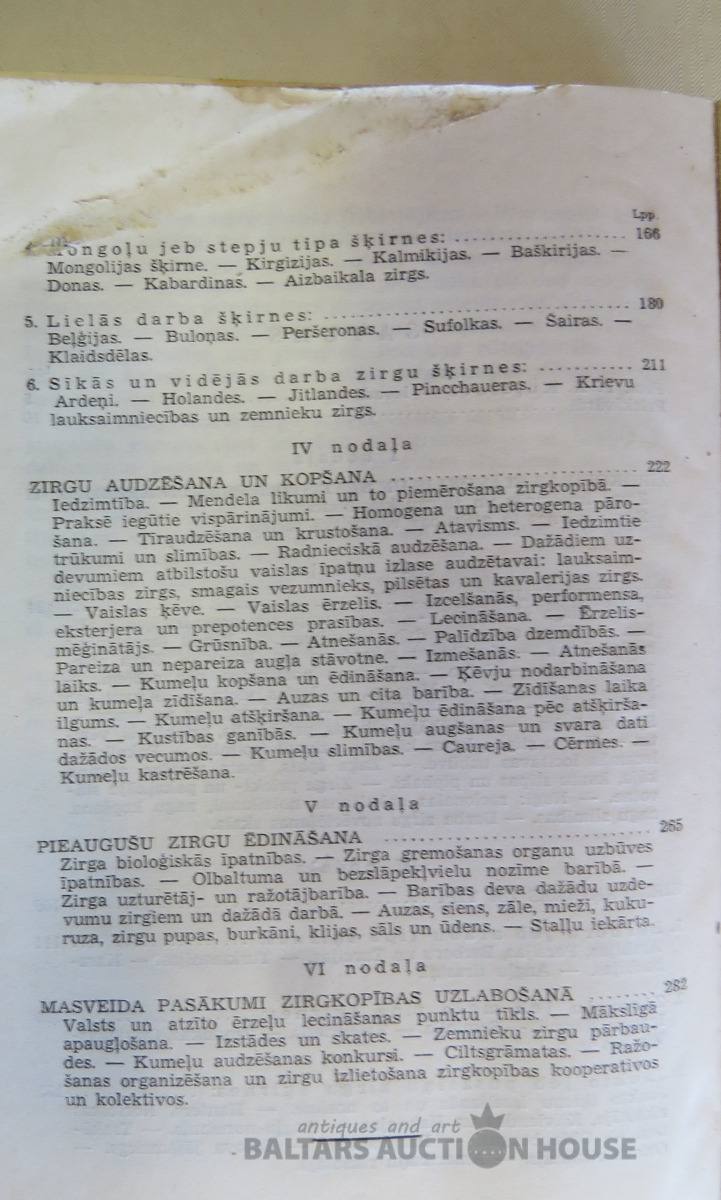 Lpp.
Mongoļu jeb stepju tipa šķirnes: .................... 166
Mongolijas šķirne. — Kirgizijas. — Kalmikijas. — Baškirijas. —
Donas. — Kabardinas. — Aizbaikala zirgs.
5. Lielās darba šķirnes: .................................... 180
Beļģijas. — Buloņas. — Peršeronas. — Sufolkas. — Šairas. —
Klaidsdēlas.
6. Sīkās un vidējās darba zirgu šķirnes: ........... 211
Ardeņi. — Holandes. — Jitlandes. — Pincchaueras. — Krievu
lauksaimniecības un zemnieku zirgs.
IV nodaļa
ZIRGU AUDZĒŠANA UN KOPŠANA ............................. 222
Iedzimtība. — Mendeļa likumi un to piemērošana zirgkopībā. —
Praksē iegūtie vispārinājumi. — Homogena un heterogena pāro-
šana. — Tīraudzēšana un krustošana. — Atavisms. — Iedzimtie
trūkumi un slimības. — Radnieciskā audzēšana. — Dažādiem uz-
devumiem atbilstošu vaislas īpatņu izlase audzētavai: lauksaim-
niecības zirgs, smagais vezumnieks, pilsētas un kavalerijas zirgs.
— Vaislas ķēve. — Vaislas ērzelis. — Izcelšanās, performensa,
eksterjera un prepotences prasības. — Lecināšana. — Ērzelis-
mēģinātājs. — Grūsnība. — Atnešanās. — Palīdzība dzemdībās. —
Pareiza un nepareiza augļa stāvotne. — Izmešanās. — Atnešanās
laiks. — Kumeļu kopšana un ēdināšana. — Ķēvju nodarbināšana
un kumeļa zīdīšana. — Auzas un cita barība. — Zīdīšanas laika
ilgums. — Kumeļu atšķiršana. — Kumeļu ēdināšana pēc atšķirša-
nas. — Kustības ganībās. — Kumeļu augšanas un svara dati
dažādos vecumos. — Kumeļu slimības. — Caureja. — Cērmes. —
Kumeļu kastrēšana.
V nodaļa
PIEAUGUŠU ZIRGU ĒDINĀŠANA ............................... 265
Zirga bioloģiskās īpatnības. — Zirga gremošanas orgānu uzbūves
īpatnības. — Olbaltuma un bezslāpekļvielu nozīme barībā. —
Zirga uzturētāj- un ražotājbarība. — Barības deva dažādu uzde-
vumu zirgiem un dažādā darbā. — Auzas, siens, zāle, mieži, kuku-
ruza, zirgu pupas, burkāni, klijas, sāls un ūdens. — Staļļu iekārta.
VI nodaļa
MASVEIDA PASĀKUMI ZIRGKOPĪBAS UZLABOŠANĀ ........ 282
Valsts un atzīto ērzeļu lecināšanas punktu tīkls. — Mākslīgā
apaugļošana. — Izstādes un skates. — Zemnieku zirgu pārbau-
des. — Kumeļu audzēšanas konkursi. — Ciltsgrāmatas. — Ražo-
šanas organizēšana un zirgu izlietošana zirgkopības kooperativos
un kolektivos.
antiques and art
BALTARS AUCTION HOUSE